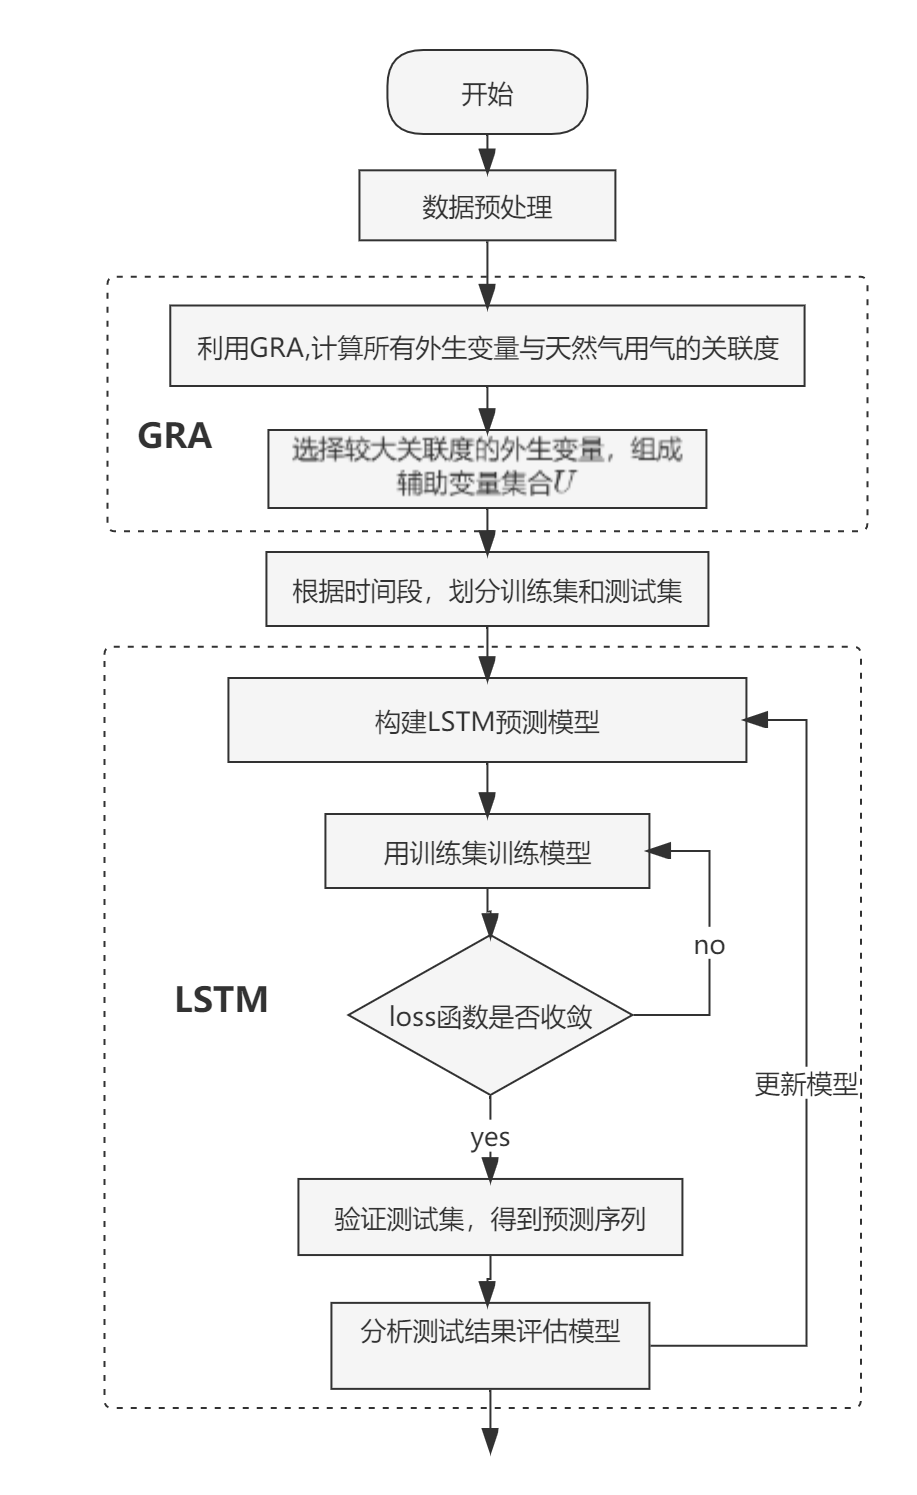 开始
数据预处理
利用GRA,计算所有外生变量与天然气用气的关联度
GRA
选择较大关联度的外生变量，组成
辅助变量集合U
根据时间段，划分训练集和测试集
构建LSTM预测模型
用训练集训练模型
no
LSTM
loss函数是否收敛
更新模型
yes
验证测试集，得到预测序列
分析测试结果评估模型